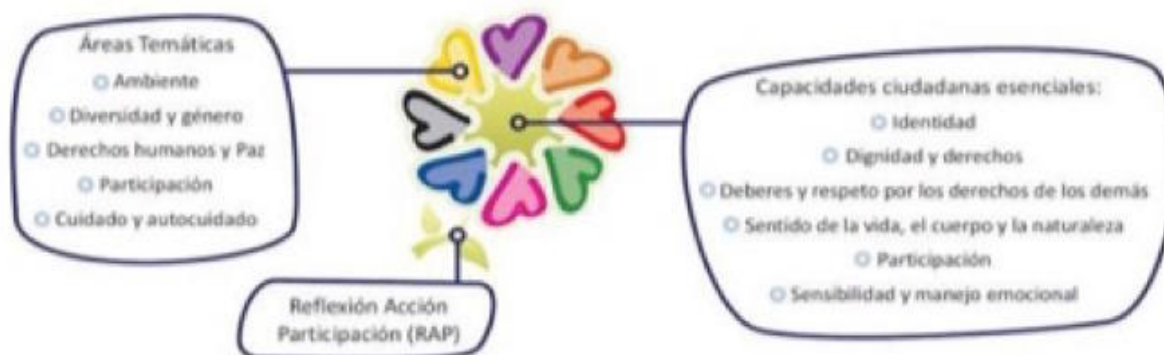 Áreas Temáticas
Ambiente
Diversidad y género
Derechos humanos y Paz
Participación
Cuidado y autocuidado
Reflexión Acción
Participación (RAP)
Capacidades ciudadanas esenciales:
Identidad
Dignidad y derechos
Deberes y respeto por los derechos de los demás
Sentido de la vida, el cuerpo y la naturaleza
Participación
Sensibilidad y manejo emocional